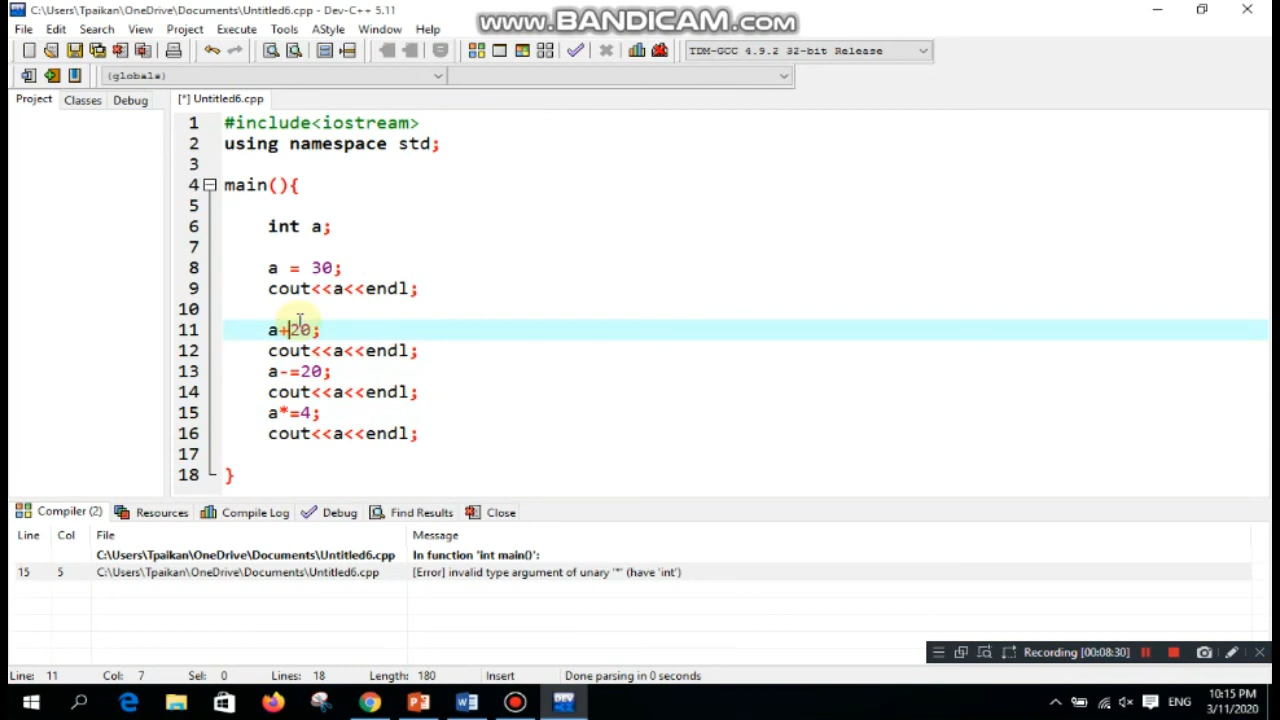 C:\Users\Tpaikan\OneDrive\Documents\Untitled6.cpp - Dev-C++ 5.11
www.BANDICAM.com
File Edit Search View Project Execute Tools AStyle Window Help
TDM-GCC 4.9.2 32-bit Release
(globals)
Project Classes Debug [*] Untitled6.cpp
1 #include<iostream>
2 using namespace std;
3
4 main(){
5
6 int a;
7
8 a = 30;
9 cout<<a<<endl;
10
11 a+20;
12 cout<<a<<endl;
13 a-=20;
14 cout<<a<<endl;
15 a*=4;
16 cout<<a<<endl;
17
18 }
Compiler (2) Resources Compile Log Debug Find Results Close
Line Col File Message
C:\Users\Tpaikan\OneDrive\Documents\Untitled6.cpp In function 'int main()':
15 5 C:\Users\Tpaikan\OneDrive\Documents\Untitled6.cpp [Error] invalid type argument of unary '*' (have 'int')
Recording [00:08:30]
Line: 11 Col: 7 Sel: 0 Lines: 18 Length: 180 Insert Done parsing in 0 seconds
ENG
10:15 PM
3/11/2020